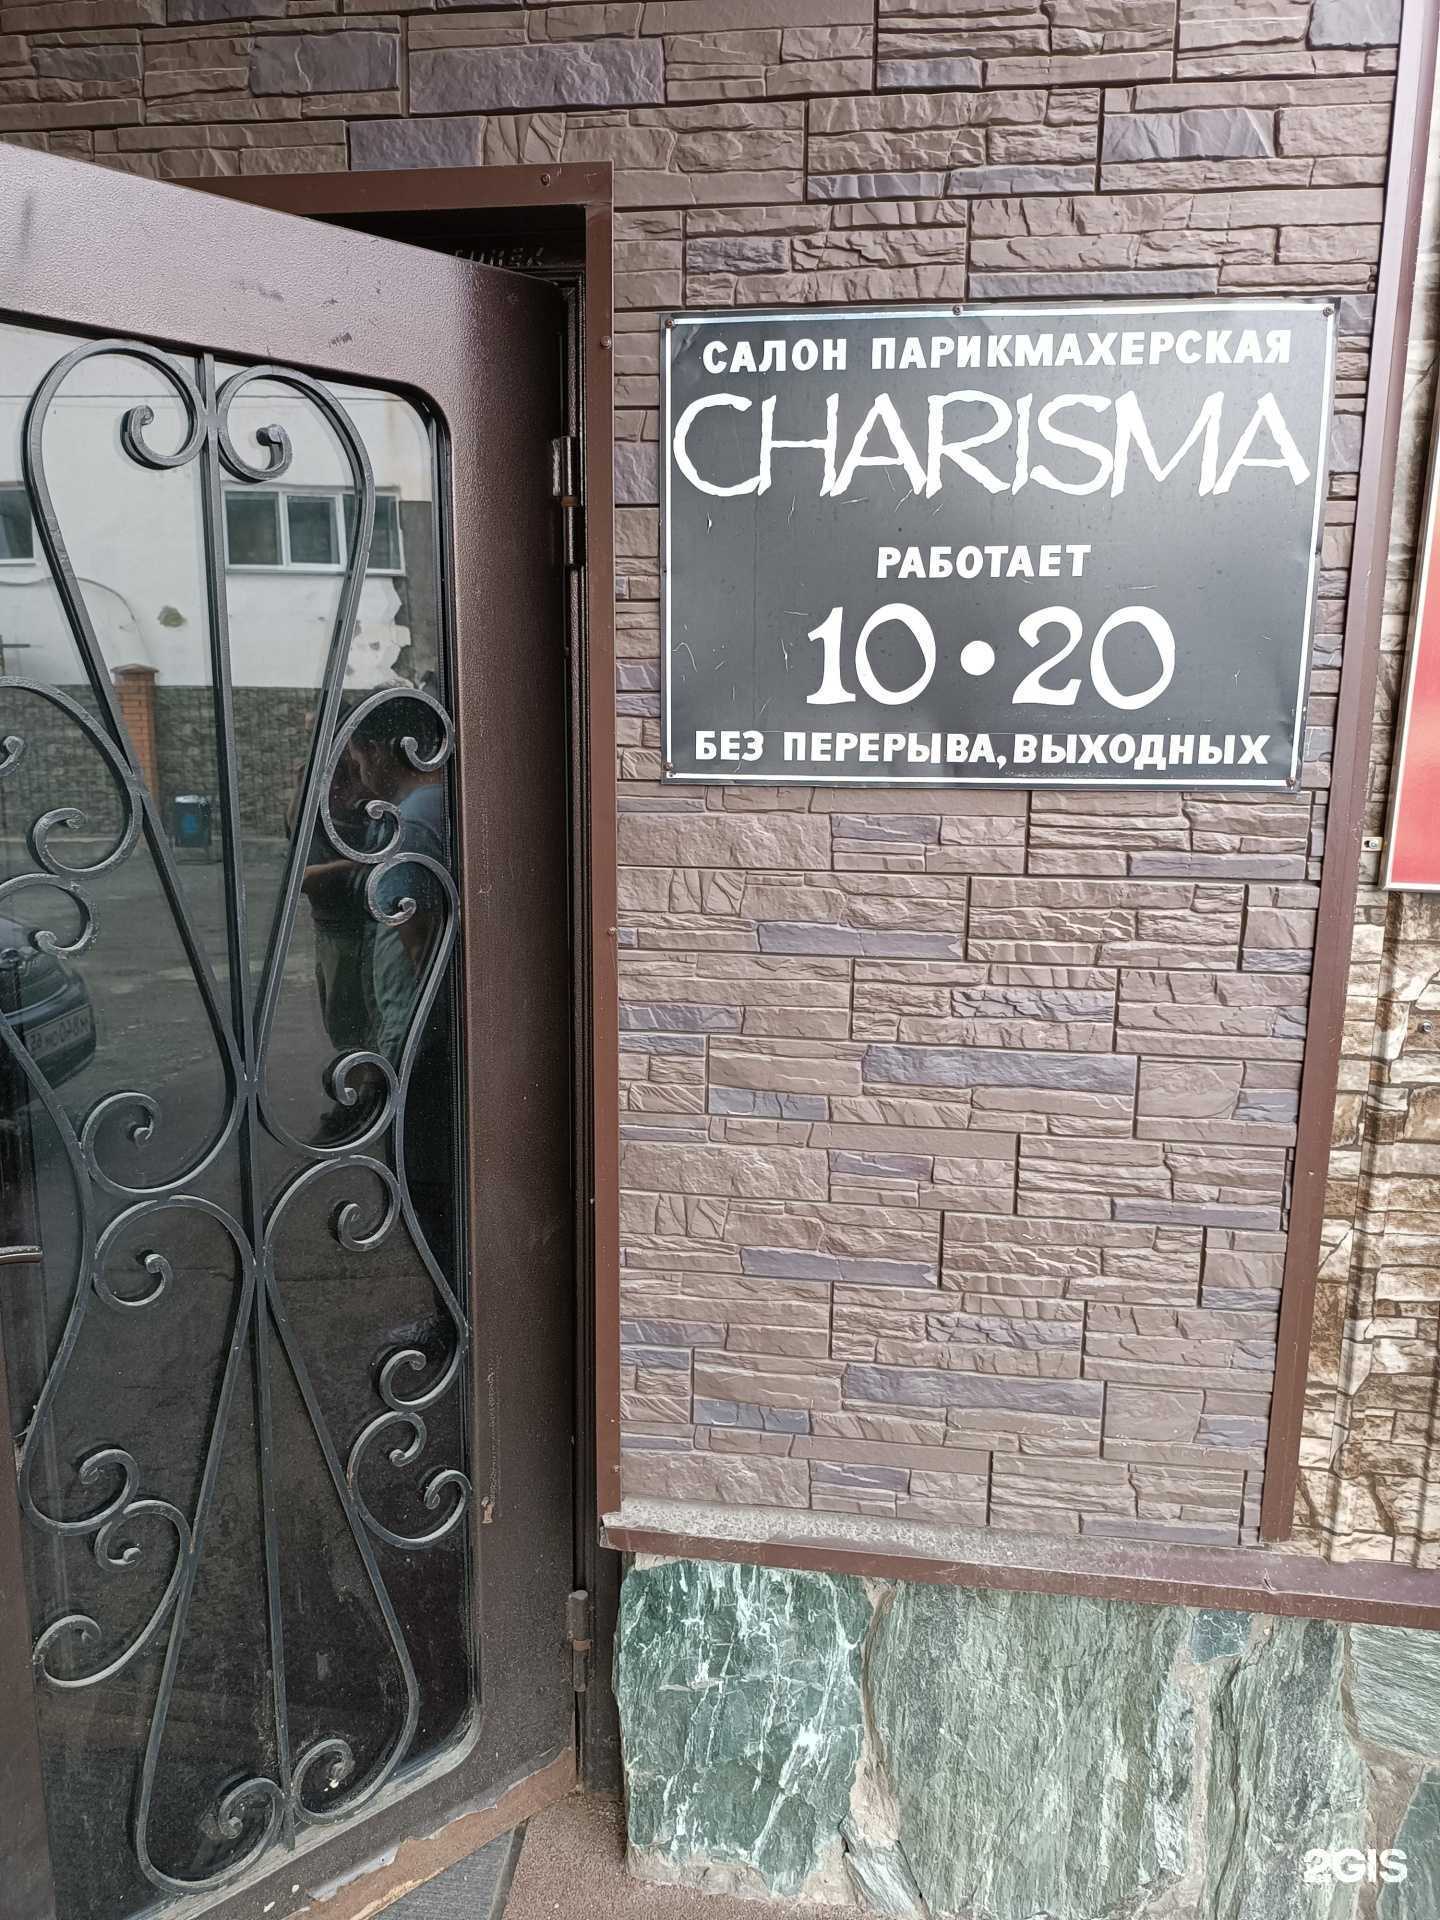 САЛОН ПАРИКМАХЕРСКАЯ
CHARISMA
РАБОТАЕТ
10•20
БЕЗ ПЕРЕРЫВА, ВЫХОДНЫХ
2GIS